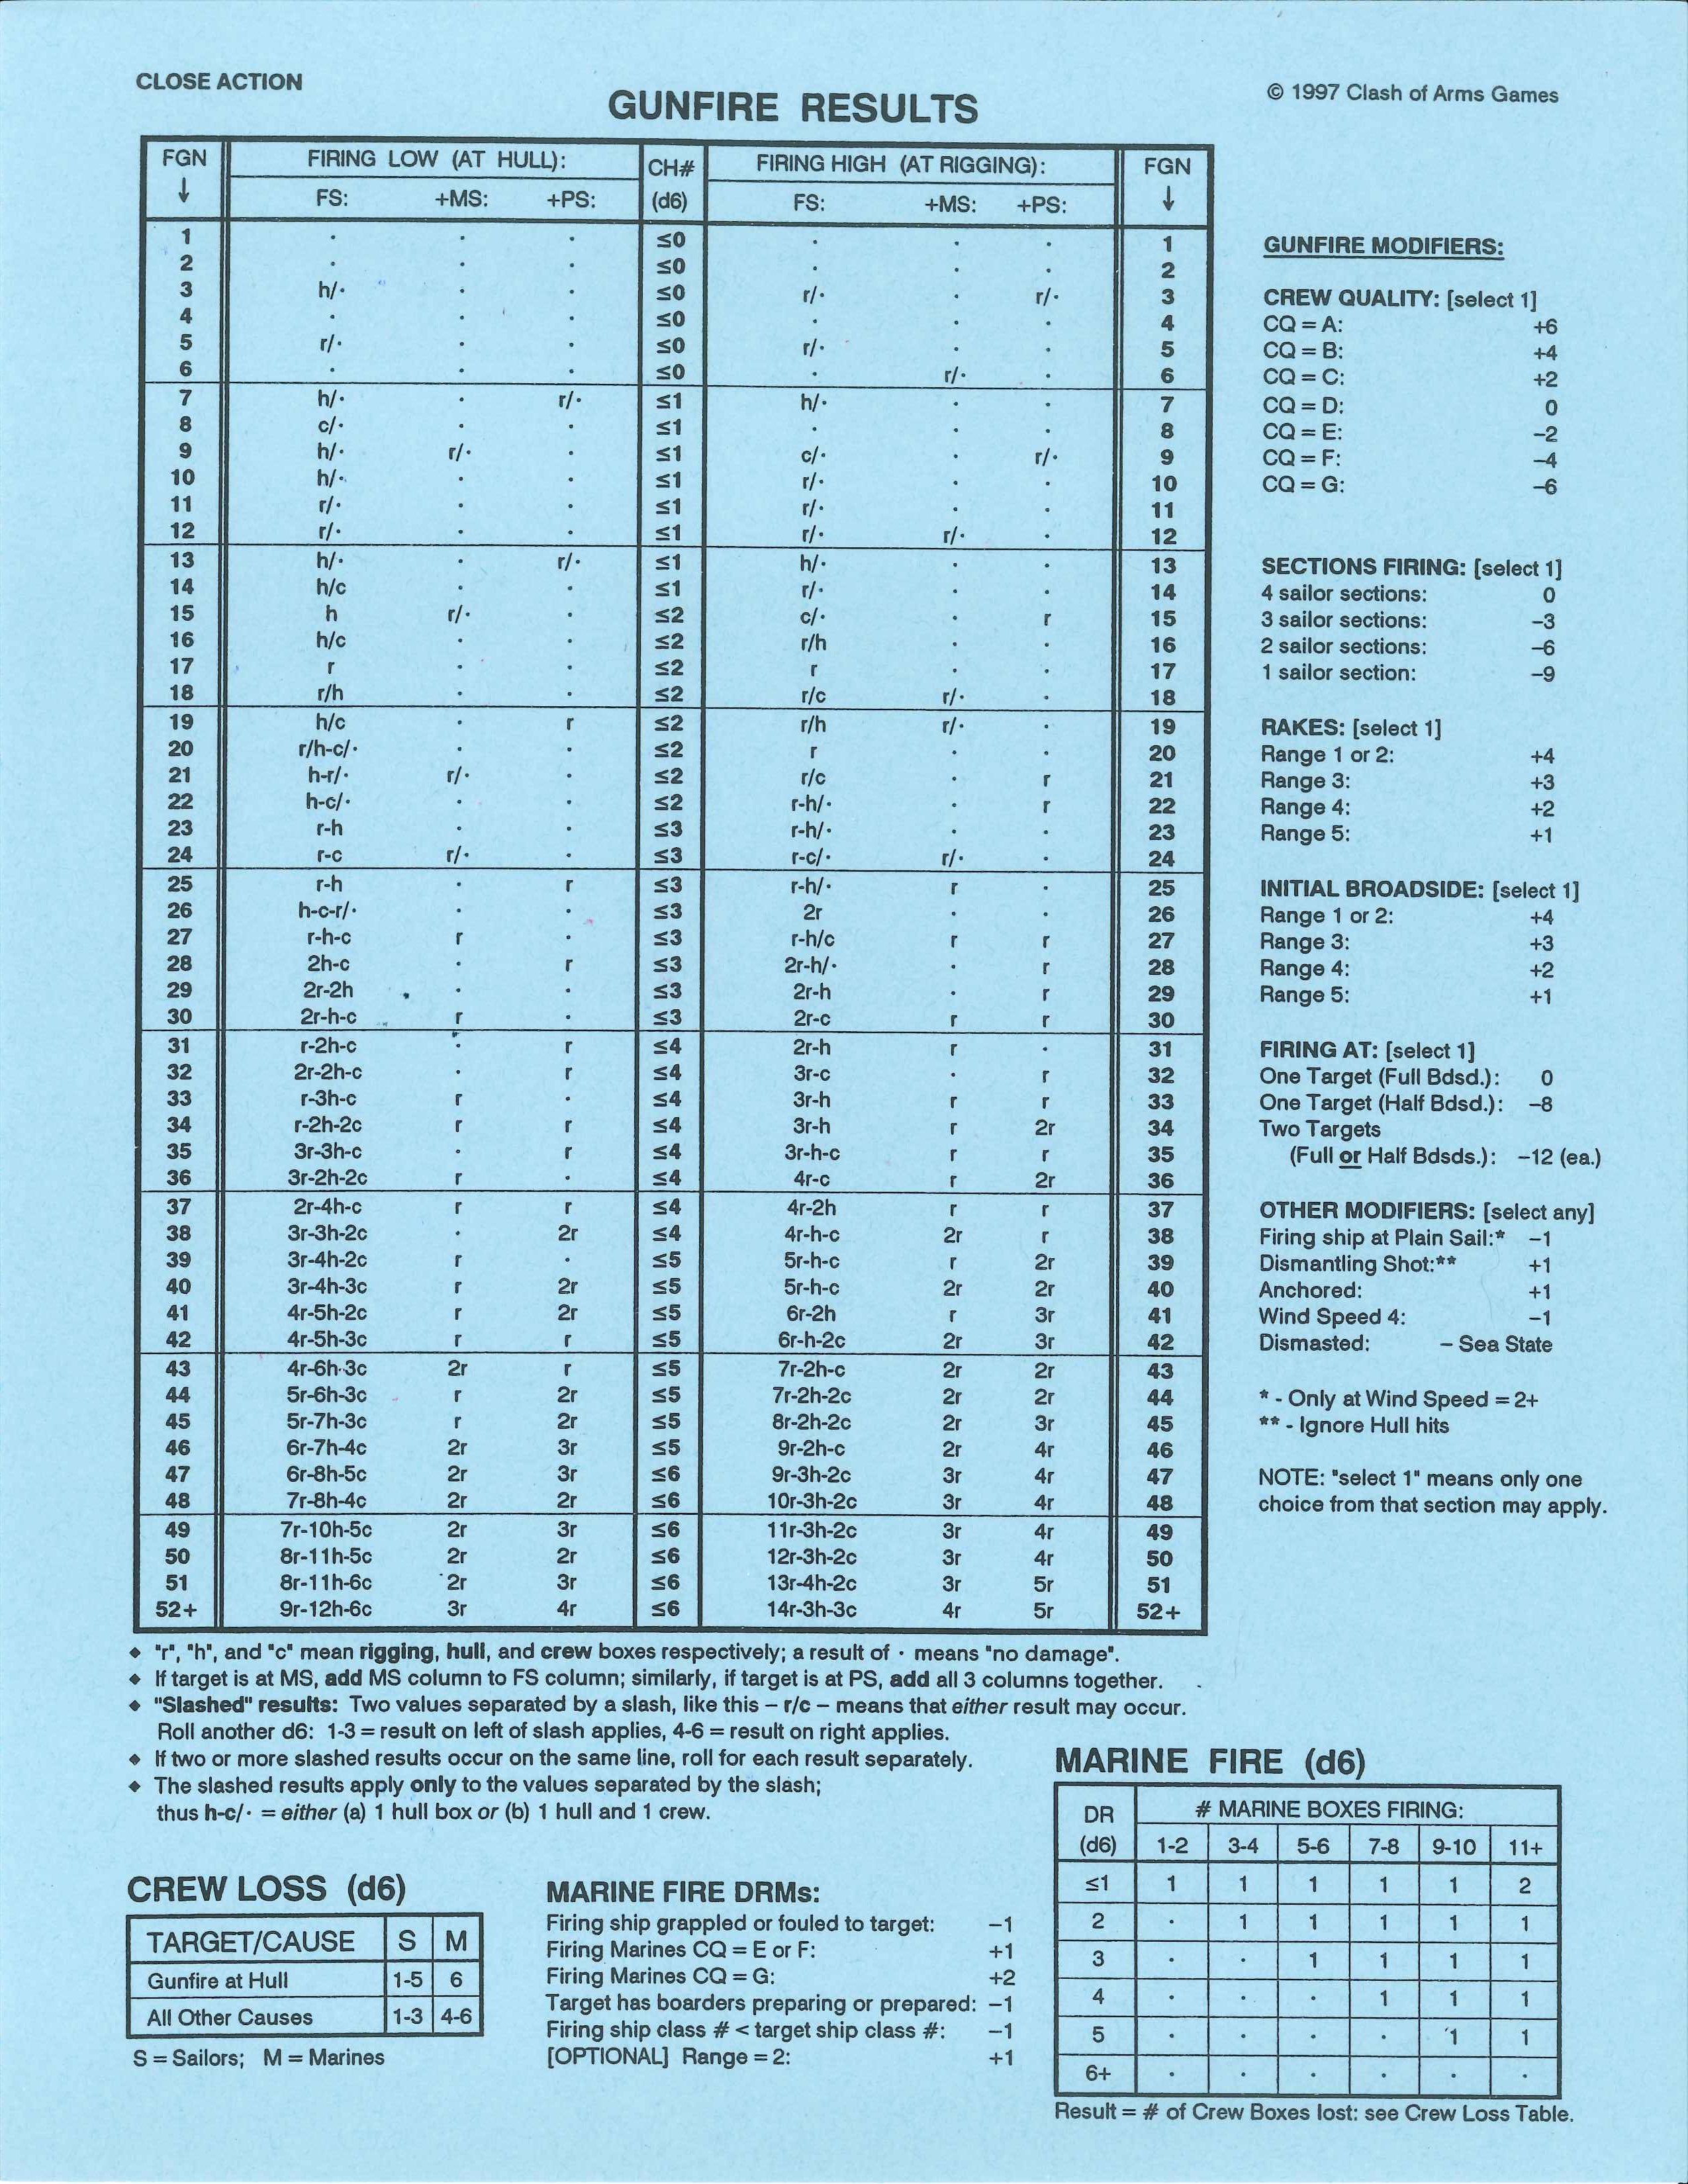 CLOSE ACTION
© 1997 Clash of Arms Games
GUNFIRE RESULTS
FGN FIRING LOW (AT HULL): CH# FIRING HIGH (AT RIGGING): FGN
↓ FS: +MS: +PS: (d6) FS: +MS: +PS: ↓
1 · · · ≤0 · · · 1
2 · · · ≤0 · · · 2
3 h/· · · ≤0 r/· · r/· 3
4 · · · ≤0 · · · 4
5 r/· · · ≤0 r/· · · 5
6 · · · ≤0 · r/· · 6
7 h/· · r/· ≤1 h/· · · 7
8 c/· · · ≤1 · · · 8
9 h/· r/· · ≤1 c/· · r/· 9
10 h/· · · ≤1 r/· · · 10
11 r/· · · ≤1 r/· · · 11
12 r/· · · ≤1 r/· r/· · 12
13 h/· · r/· ≤1 h/· · · 13
14 h/c · · ≤1 r/· · · 14
15 h r/· · ≤2 c/· · r 15
16 h/c · · ≤2 r/h · · 16
17 r · · ≤2 r · · 17
18 r/h · · ≤2 r/c r/· · 18
19 h/c · r ≤2 r/h r/· · 19
20 r/h-c/· · · ≤2 r · · 20
21 h-r/· r/· · ≤2 r/c · r 21
22 h-c/· · · ≤2 r-h/· · r 22
23 r-h · · ≤3 r-h/· · · 23
24 r-c r/· · ≤3 r-c/· r/· · 24
25 r-h · r ≤3 r-h/· r · 25
26 h-c-r/· · · ≤3 2r · · 26
27 r-h-c r · ≤3 r-h/c r r 27
28 2h-c · r ≤3 2r-h/· · r 28
29 2r-2h · · ≤3 2r-h · r 29
30 2r-h-c r · ≤3 2r-c r r 30
31 r-2h-c · r ≤4 2r-h r · 31
32 2r-2h-c · r ≤4 3r-c · r 32
33 r-3h-c r · ≤4 3r-h r r 33
34 r-2h-2c r r ≤4 3r-h r 2r 34
35 3r-3h-c · r ≤4 3r-h-c r r 35
36 3r-2h-2c r · ≤4 4r-c r 2r 36
37 2r-4h-c r r ≤4 4r-2h r r 37
38 3r-3h-2c · 2r ≤4 4r-h-c 2r r 38
39 3r-4h-2c r · ≤5 5r-h-c r 2r 39
40 3r-4h-3c r 2r ≤5 5r-h-c 2r 2r 40
41 4r-5h-2c r 2r ≤5 6r-2h r 3r 41
42 4r-5h-3c r r ≤5 6r-h-2c 2r 3r 42
43 4r-6h-3c 2r r ≤5 7r-2h-c 2r 2r 43
44 5r-6h-3c r 2r ≤5 7r-2h-2c 2r 2r 44
45 5r-7h-3c r 2r ≤5 8r-2h-2c 2r 3r 45
46 6r-7h-4c 2r 3r ≤5 9r-2h-c 2r 4r 46
47 6r-8h-5c 2r 3r ≤6 9r-3h-2c 3r 4r 47
48 7r-8h-4c 2r 2r ≤6 10r-3h-2c 3r 4r 48
49 7r-10h-5c 2r 3r ≤6 11r-3h-2c 3r 4r 49
50 8r-11h-5c 2r 2r ≤6 12r-3h-2c 3r 4r 50
51 8r-11h-6c 2r 3r ≤6 13r-4h-2c 3r 5r 51
52+ 9r-12h-6c 3r 4r ≤6 14r-3h-3c 4r 5r 52+
GUNFIRE MODIFIERS:
CREW QUALITY: [select 1]
CQ = A: +6
CQ = B: +4
CQ = C: +2
CQ = D: 0
CQ = E: –2
CQ = F: –4
CQ = G: –6
SECTIONS FIRING: [select 1]
4 sailor sections: 0
3 sailor sections: –3
2 sailor sections: –6
1 sailor section: –9
RAKES: [select 1]
Range 1 or 2: +4
Range 3: +3
Range 4: +2
Range 5: +1
INITIAL BROADSIDE: [select 1]
Range 1 or 2: +4
Range 3: +3
Range 4: +2
Range 5: +1
FIRING AT: [select 1]
One Target (Full Bdsd.): 0
One Target (Half Bdsd.): –8
Two Targets
(Full or Half Bdsds.): –12 (ea.)
OTHER MODIFIERS: [select any]
Firing ship at Plain Sail:* –1
Dismantling Shot:** +1
Anchored: +1
Wind Speed 4: –1
Dismasted: – Sea State
* - Only at Wind Speed = 2+
** - Ignore Hull hits
NOTE: "select 1" means only one
choice from that section may apply.
◆ "r", "h", and "c" mean rigging, hull, and crew boxes respectively; a result of · means "no damage".
◆ If target is at MS, add MS column to FS column; similarly, if target is at PS, add all 3 columns together.
◆ "Slashed" results: Two values separated by a slash, like this – r/c – means that either result may occur.
Roll another d6: 1-3 = result on left of slash applies, 4-6 = result on right applies.
◆ If two or more slashed results occur on the same line, roll for each result separately.
◆ The slashed results apply only to the values separated by the slash;
thus h-c/· = either (a) 1 hull box or (b) 1 hull and 1 crew.
CREW LOSS (d6)
TARGET/CAUSE S M
Gunfire at Hull 1-5 6
All Other Causes 1-3 4-6
S = Sailors; M = Marines
MARINE FIRE DRMs:
Firing ship grappled or fouled to target: –1
Firing Marines CQ = E or F: +1
Firing Marines CQ = G: +2
Target has boarders preparing or prepared: –1
Firing ship class # < target ship class #: –1
[OPTIONAL] Range = 2: +1
MARINE FIRE (d6)
DR # MARINE BOXES FIRING:
(d6) 1-2 3-4 5-6 7-8 9-10 11+
≤1 1 1 1 1 1 2
2 · 1 1 1 1 1
3 · · 1 1 1 1
4 · · · 1 1 1
5 · · · · 1 1
6+ · · · · · ·
Result = # of Crew Boxes lost: see Crew Loss Table.